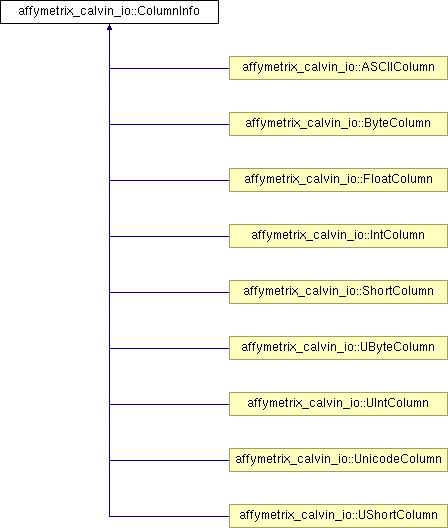 affymetrix_calvin_io::ColumnInfo
affymetrix_calvin_io::ASCIIColumn
affymetrix_calvin_io::ByteColumn
affymetrix_calvin_io::FloatColumn
affymetrix_calvin_io::IntColumn
affymetrix_calvin_io::ShortColumn
affymetrix_calvin_io::UByteColumn
affymetrix_calvin_io::UIntColumn
affymetrix_calvin_io::UnicodeColumn
affymetrix_calvin_io::UShortColumn